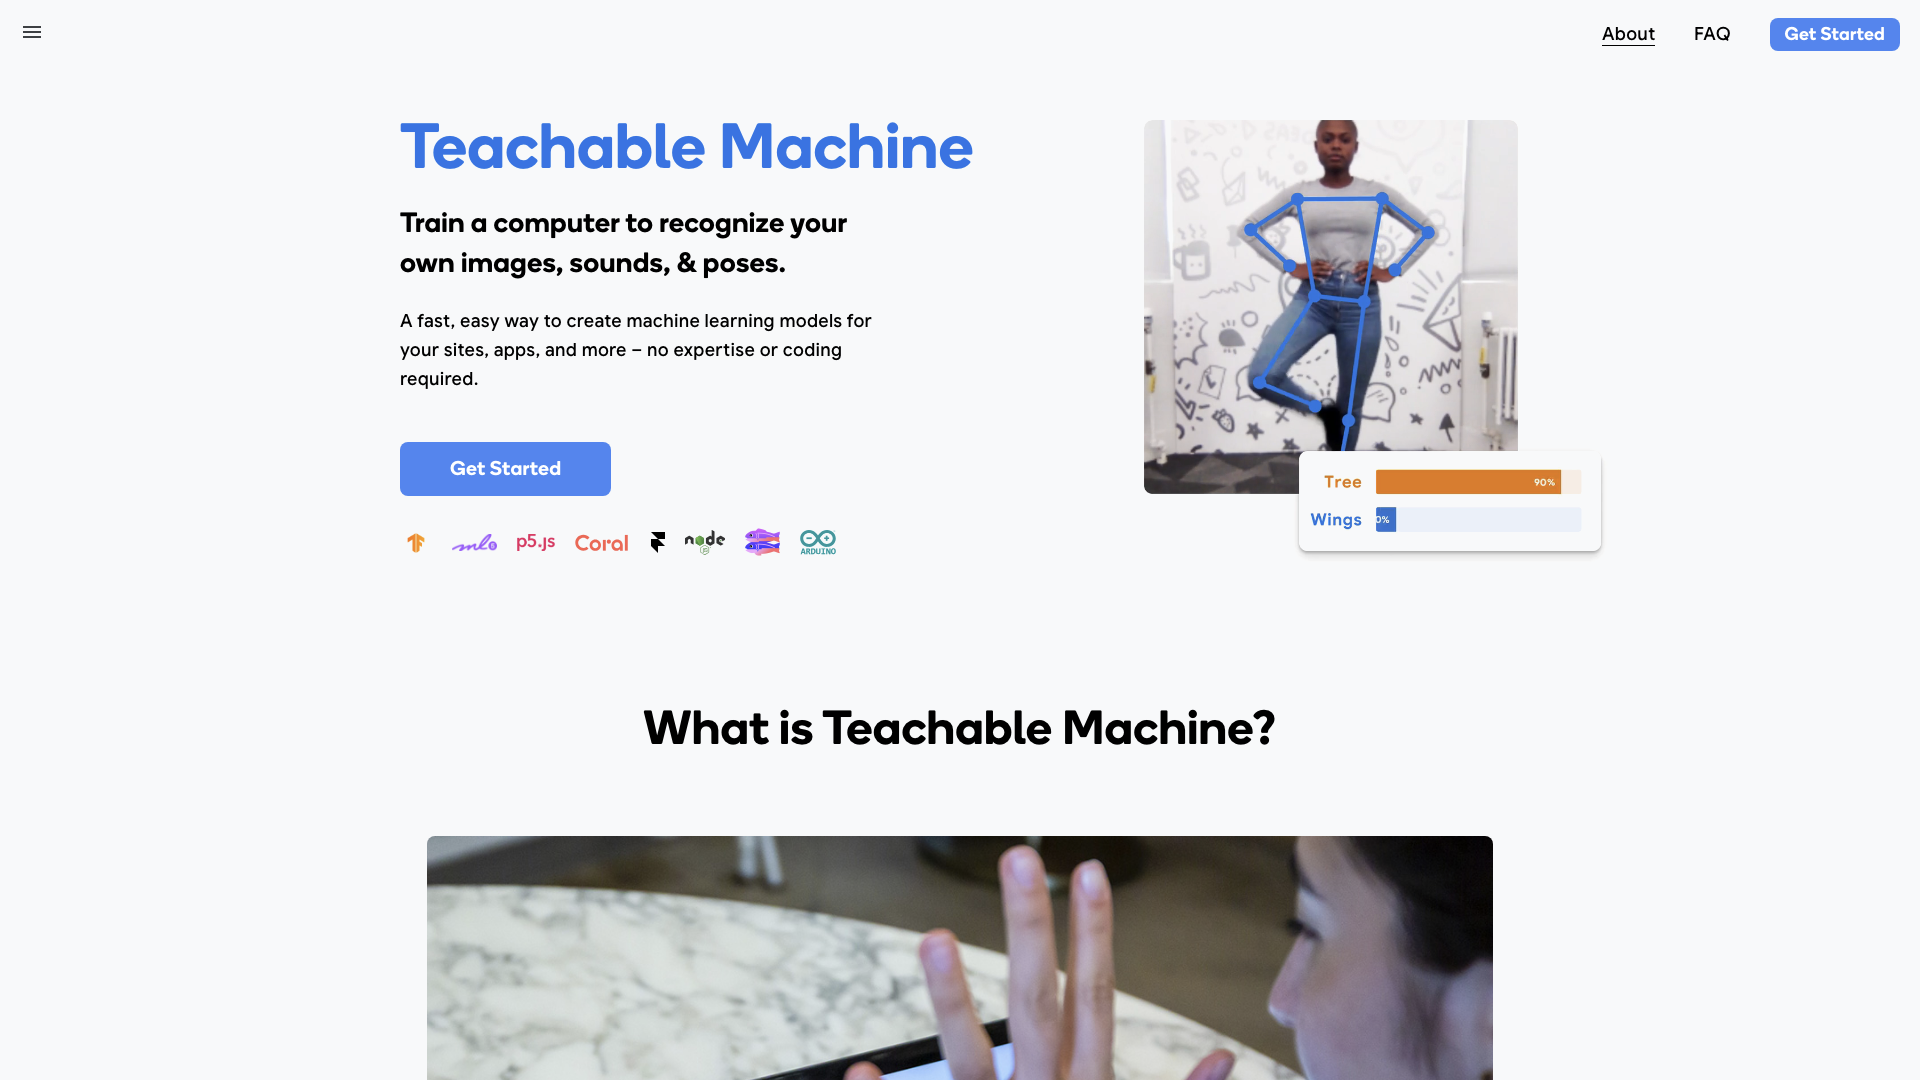 About
FAQ
Get Started
Teachable Machine
Train a computer to recognize your
own images, sounds, & poses.
A fast, easy way to create machine learning models for
your sites, apps, and more – no expertise or coding
required.
Get Started
ml5
p5.js
Coral
node
JS
ARDUINO
Tree
90%
Wings
0%
What is Teachable Machine?